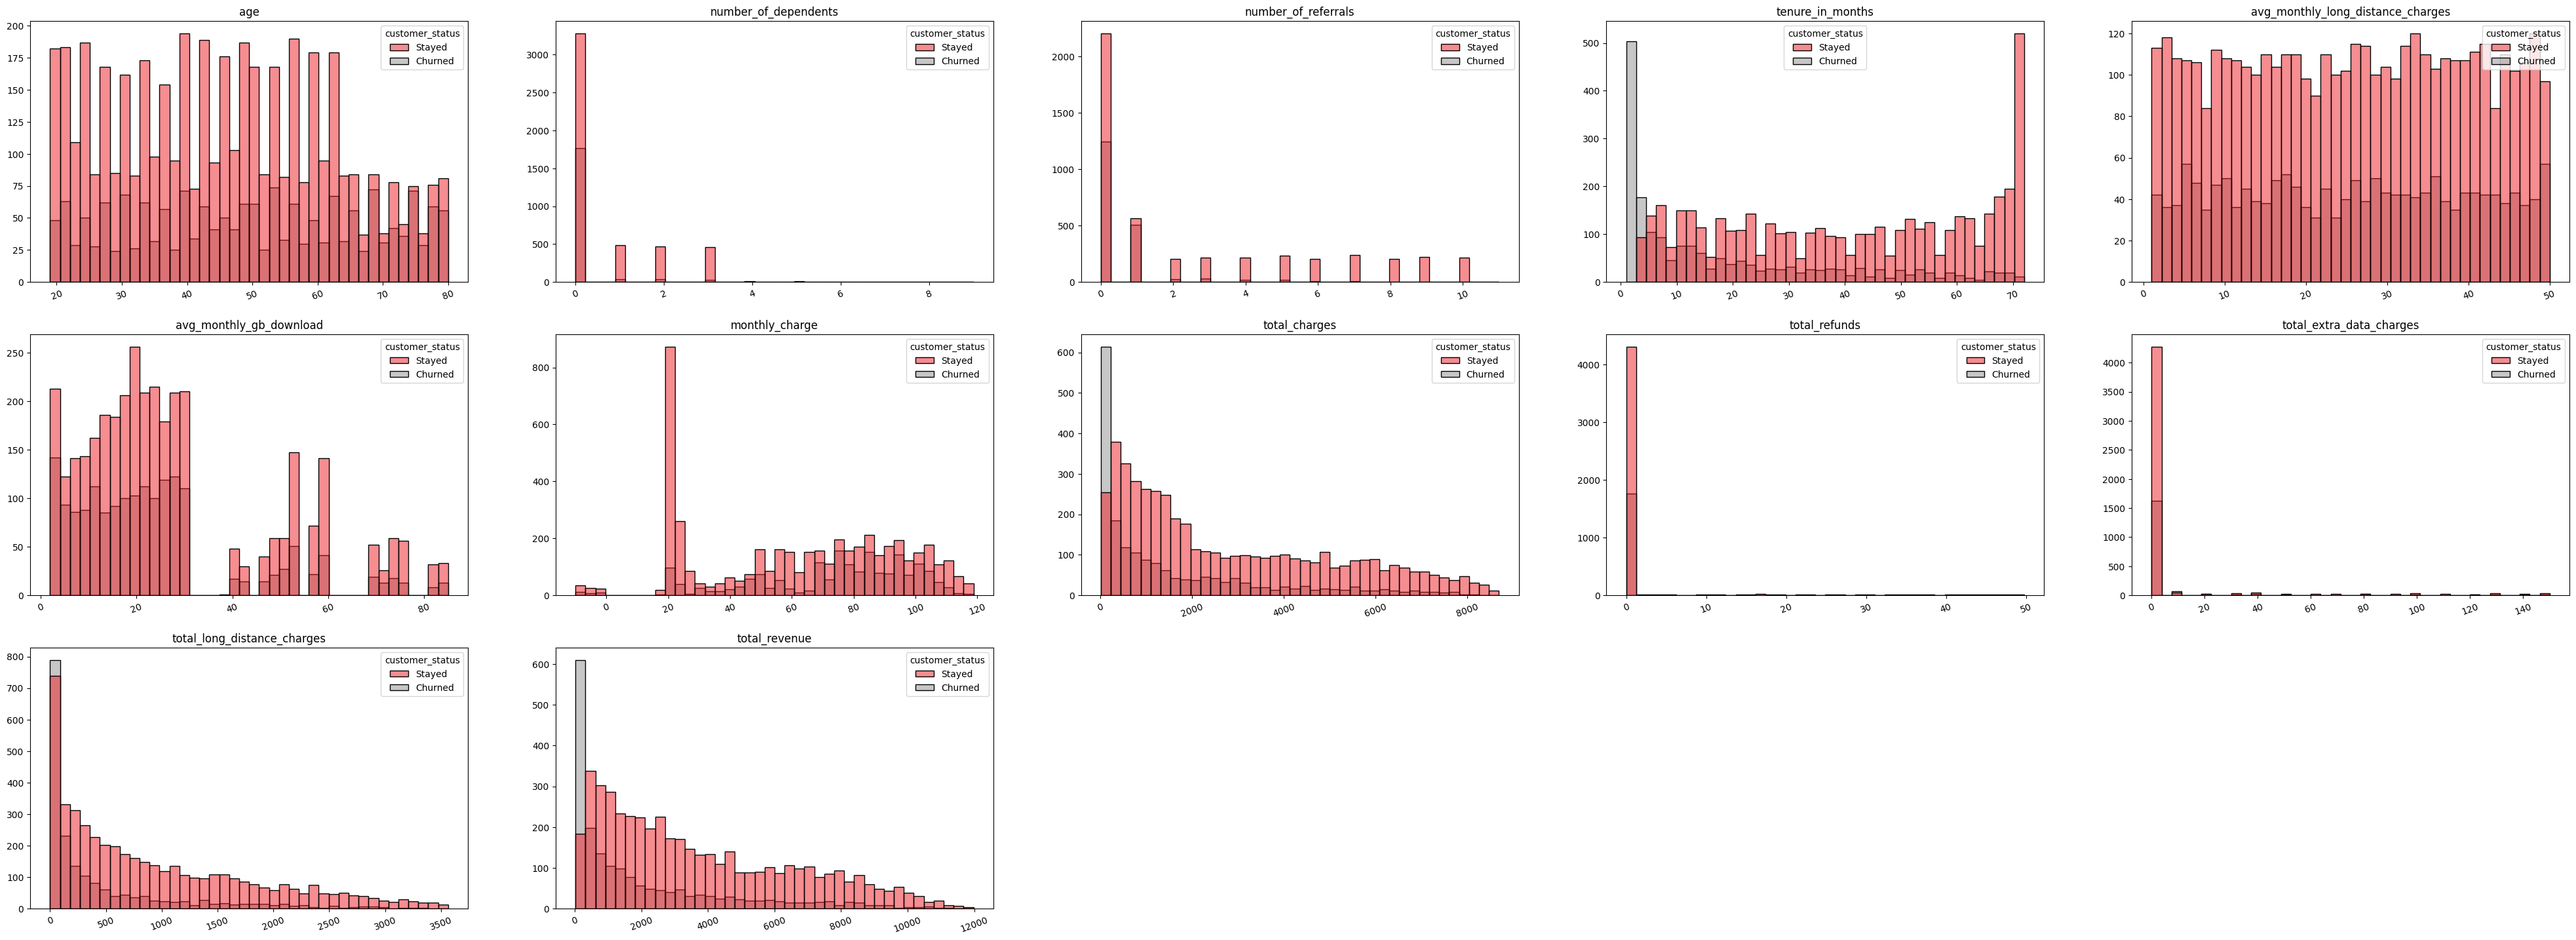 age
200
175
150
125
100
75
50
25
0
20 30 40 50 60 70 80
customer_status
Stayed
Churned
number_of_dependents
3000
2500
2000
1500
1000
500
0
0 2 4 6 8
customer_status
Stayed
Churned
number_of_referrals
2000
1500
1000
500
0
0 2 4 6 8 10
customer_status
Stayed
Churned
tenure_in_months
500
400
300
200
100
0
0 10 20 30 40 50 60 70
customer_status
Stayed
Churned
avg_monthly_long_distance_charges
120
100
80
60
40
20
0
0 10 20 30 40 50
customer_status
Stayed
Churned
avg_monthly_gb_download
250
200
150
100
50
0
0 20 40 60 80
customer_status
Stayed
Churned
monthly_charge
800
600
400
200
0
0 20 40 60 80 100 120
customer_status
Stayed
Churned
total_charges
600
500
400
300
200
100
0
0 2000 4000 6000 8000
customer_status
Stayed
Churned
total_refunds
4000
3000
2000
1000
0
0 10 20 30 40 50
customer_status
Stayed
Churned
total_extra_data_charges
4000
3500
3000
2500
2000
1500
1000
500
0
0 20 40 60 80 100 120 140
customer_status
Stayed
Churned
total_long_distance_charges
800
700
600
500
400
300
200
100
0
0 500 1000 1500 2000 2500 3000 3500
customer_status
Stayed
Churned
total_revenue
600
500
400
300
200
100
0
0 2000 4000 6000 8000 10000 12000
customer_status
Stayed
Churned